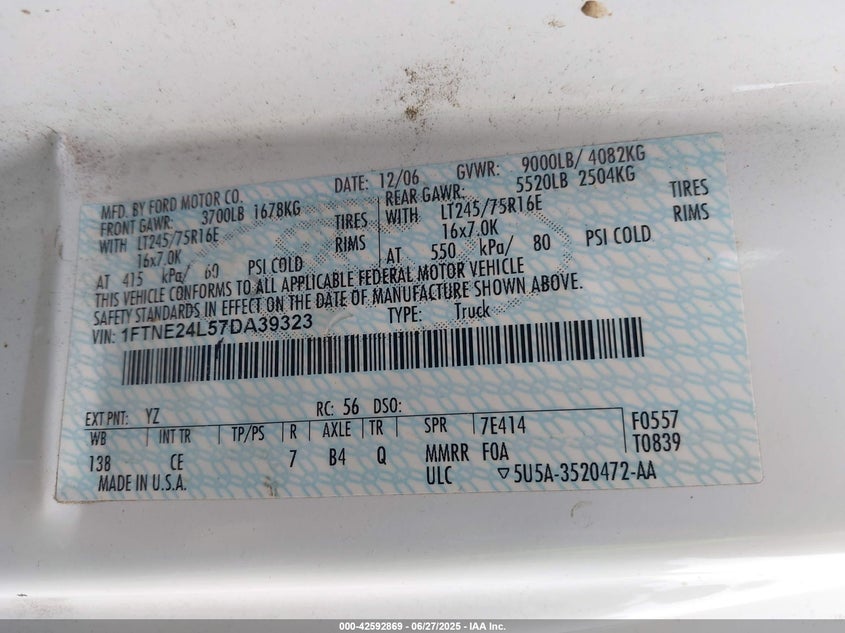 MFD. BY FORD MOTOR CO. DATE: 12/06 GVWR: 9000LB/ 4082KG
FRONT GAWR: 3700LB 1678KG REAR GAWR: 5520LB 2504KG
WITH LT245/75R16E TIRES WITH LT245/75R16E TIRES
16x7.0K RIMS 16x7.0K RIMS
AT 415 kPa/ 60 PSI COLD AT 550 kPa/ 80 PSI COLD
THIS VEHICLE CONFORMS TO ALL APPLICABLE FEDERAL MOTOR VEHICLE
SAFETY STANDARDS IN EFFECT ON THE DATE OF MANUFACTURE SHOWN ABOVE.
VIN: 1FTNE24L57DA39323 TYPE: Truck
EXT PNT: YZ RC: 56 DSO:
WB INT TR TP/PS R AXLE TR SPR 7E414 F0557
138 CE 7 B4 Q MMRR FOA T0839
MADE IN U.S.A. ULC ▽5U5A-3520472-AA
000-42592869 - 06/27/2025 - IAA Inc.